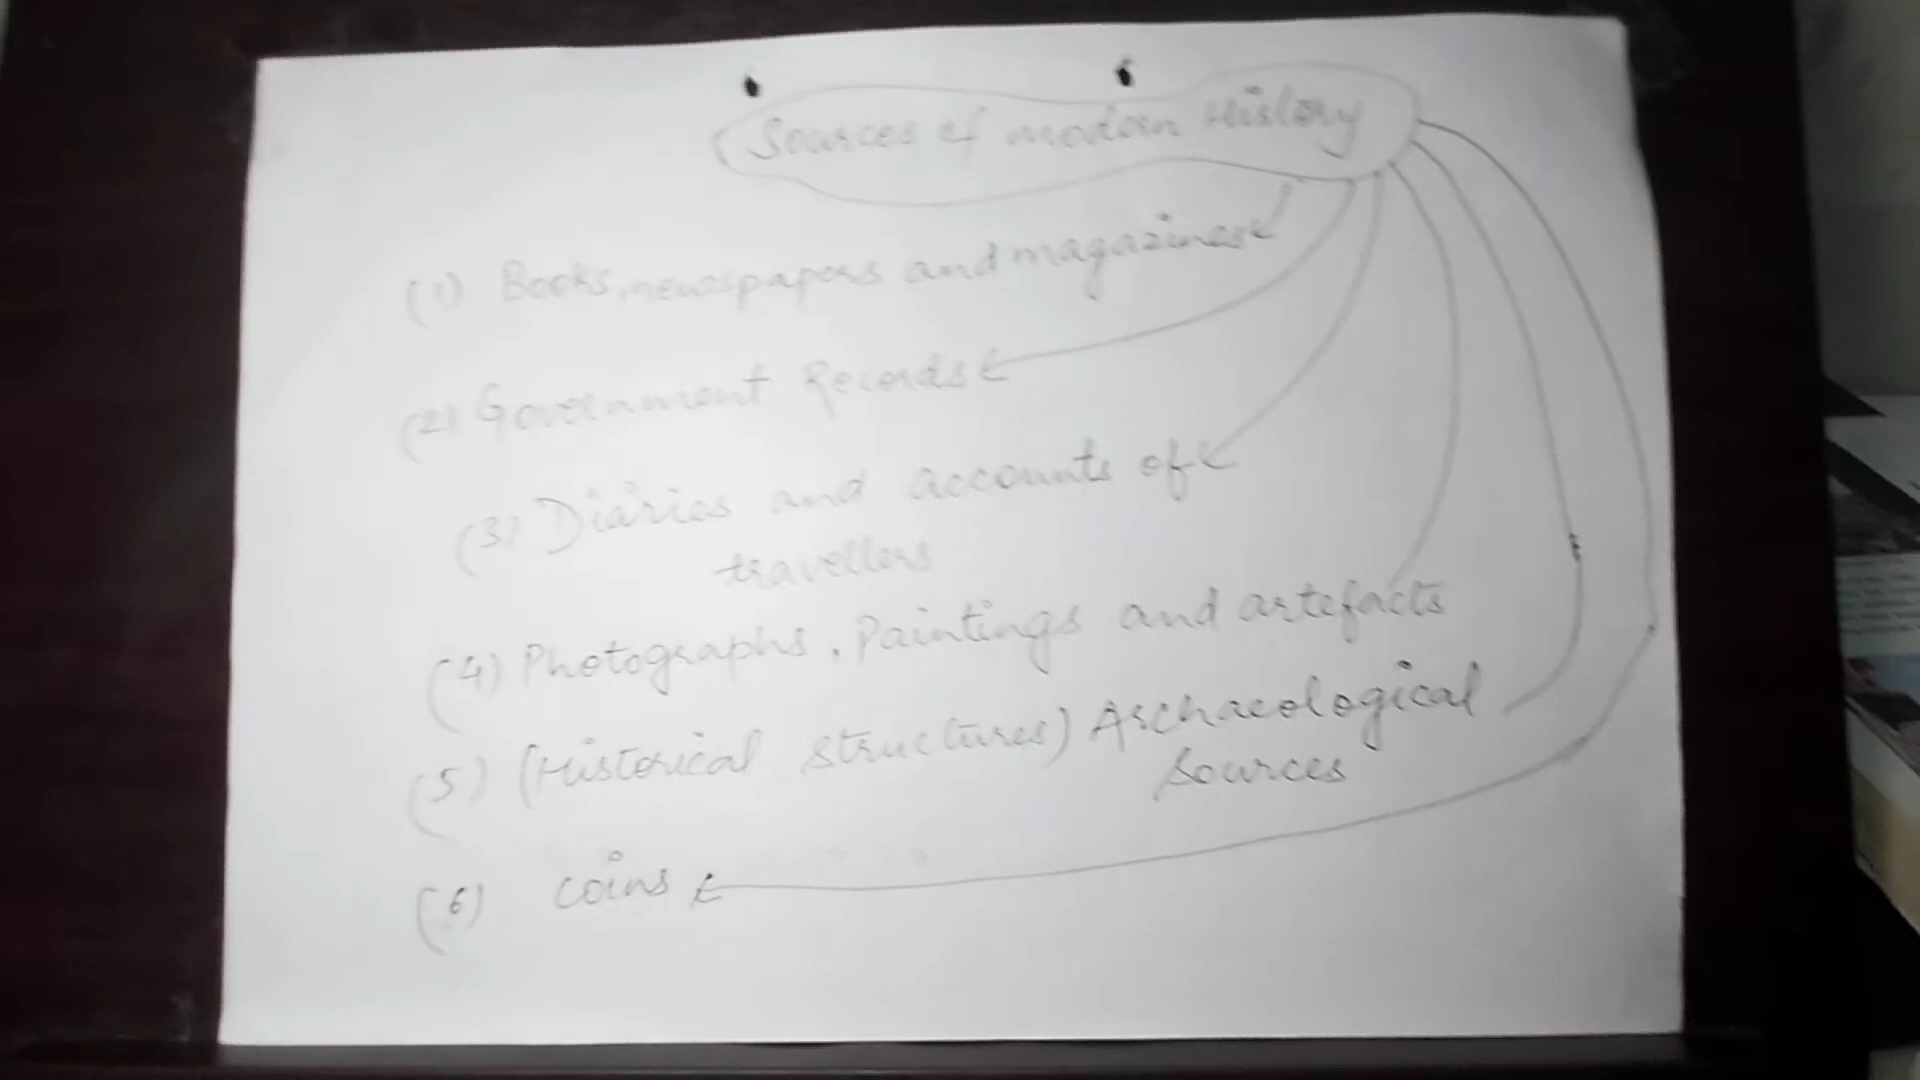 Sources of modern History
(1) Books, newspapers and magazines
(2) Government Records
(3) Diaries and accounts of
travellers
(4) Photographs, Paintings and artefacts
(5) (Historical structures) Archaeological
sources
(6) coins